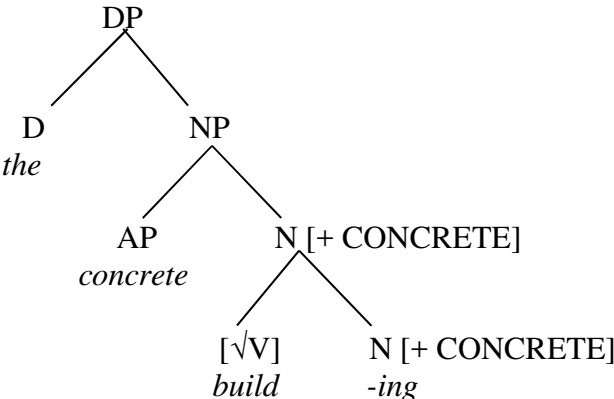 DP
D NP
the
AP N [+ CONCRETE]
concrete
[√V] N [+ CONCRETE]
build -ing